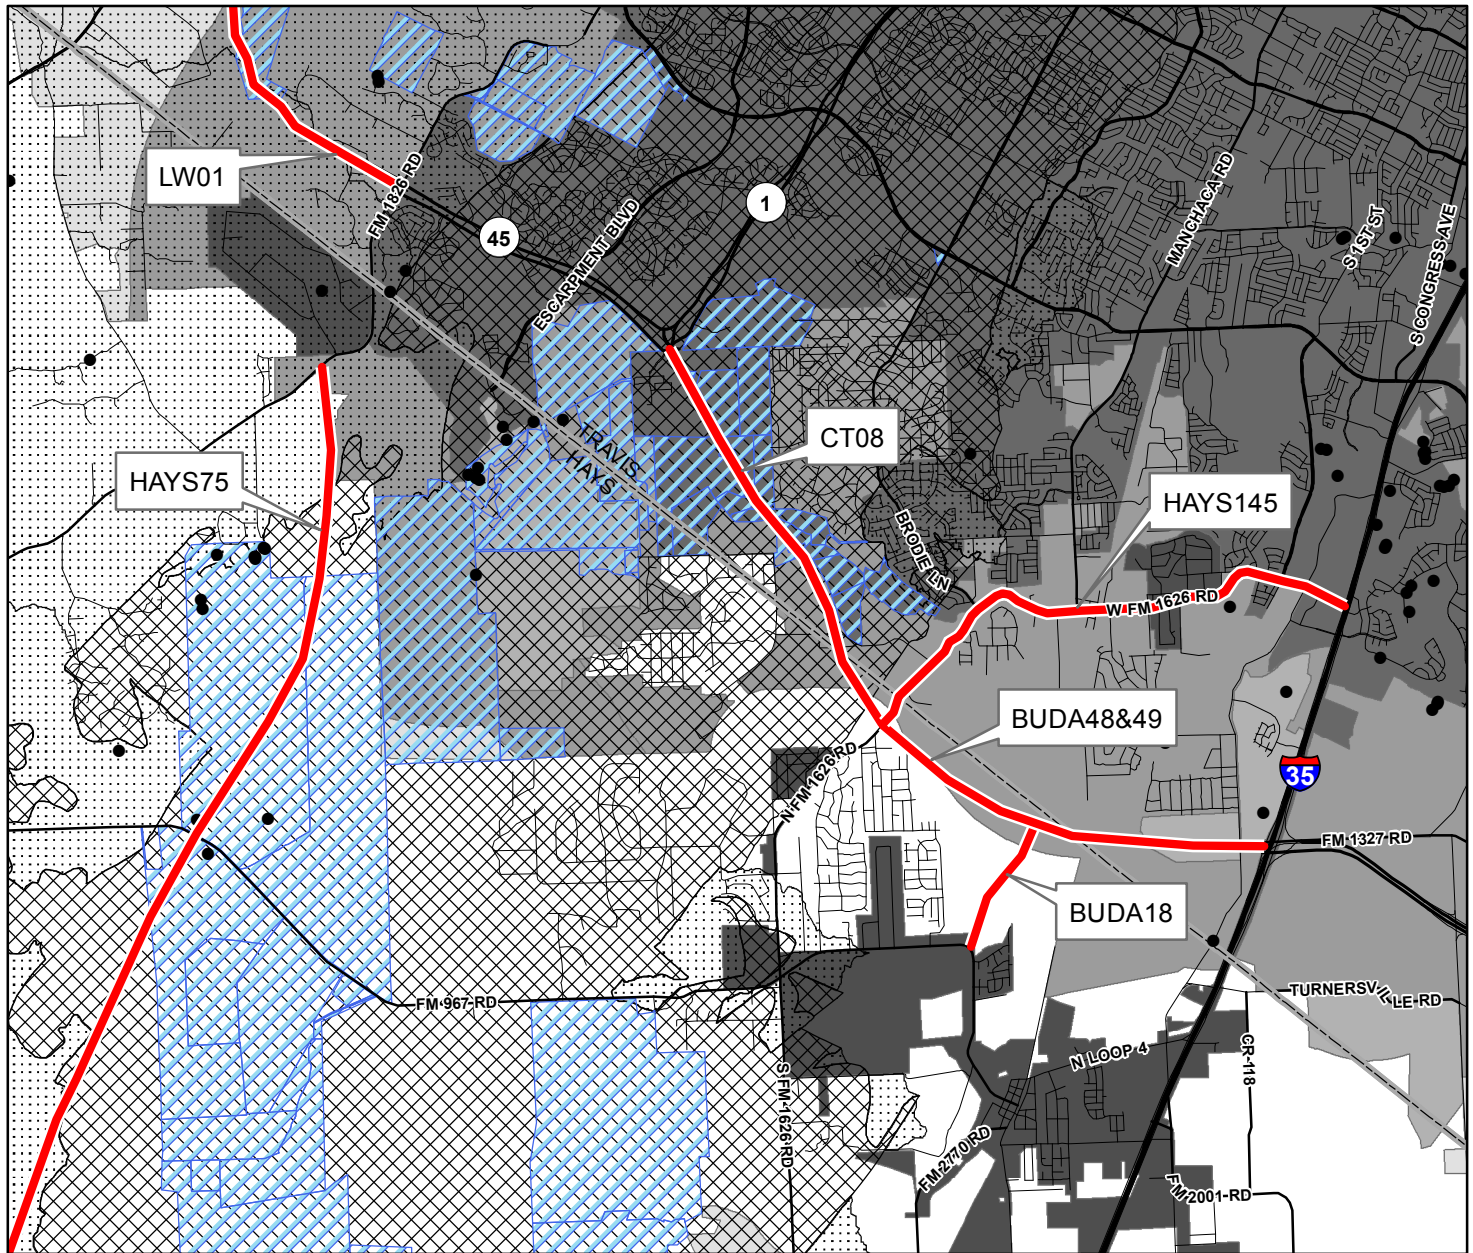 LW01
FM 1826 RD
45
1
ESCARPMENT BLVD
MANCHACA RD
S 1ST ST
S CONGRESS AVE
HAYS75
TRAVIS
HAYS
CT08
BRODIE LN
HAYS145
W FM 1626 RD
BUDA48&49
N FM 1626 RD
35
FM 1327 RD
BUDA18
FM 967 RD
TURNERSVILLE RD
N LOOP 4
CR 118
S FM 1626 RD
FM 2770 RD
FM 2001 RD